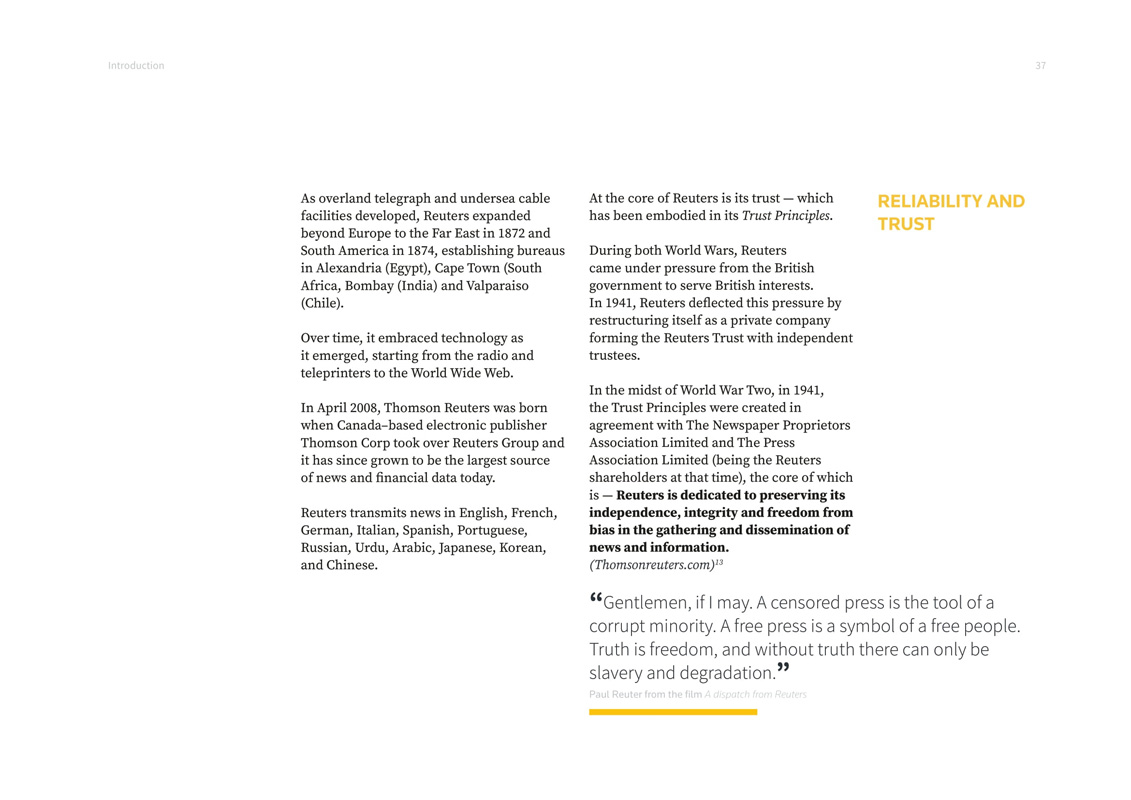 Introduction
37
As overland telegraph and undersea cable
facilities developed, Reuters expanded
beyond Europe to the Far East in 1872 and
South America in 1874, establishing bureaus
in Alexandria (Egypt), Cape Town (South
Africa, Bombay (India) and Valparaiso
(Chile).
Over time, it embraced technology as
it emerged, starting from the radio and
teleprinters to the World Wide Web.
In April 2008, Thomson Reuters was born
when Canada–based electronic publisher
Thomson Corp took over Reuters Group and
it has since grown to be the largest source
of news and financial data today.
Reuters transmits news in English, French,
German, Italian, Spanish, Portuguese,
Russian, Urdu, Arabic, Japanese, Korean,
and Chinese.
At the core of Reuters is its trust — which
has been embodied in its Trust Principles.
During both World Wars, Reuters
came under pressure from the British
government to serve British interests.
In 1941, Reuters deflected this pressure by
restructuring itself as a private company
forming the Reuters Trust with independent
trustees.
In the midst of World War Two, in 1941,
the Trust Principles were created in
agreement with The Newspaper Proprietors
Association Limited and The Press
Association Limited (being the Reuters
shareholders at that time), the core of which
is — Reuters is dedicated to preserving its
independence, integrity and freedom from
bias in the gathering and dissemination of
news and information.
(Thomsonreuters.com)13
RELIABILITY AND
TRUST
“Gentlemen, if I may. A censored press is the tool of a
corrupt minority. A free press is a symbol of a free people.
Truth is freedom, and without truth there can only be
slavery and degradation.”
Paul Reuter from the film A dispatch from Reuters